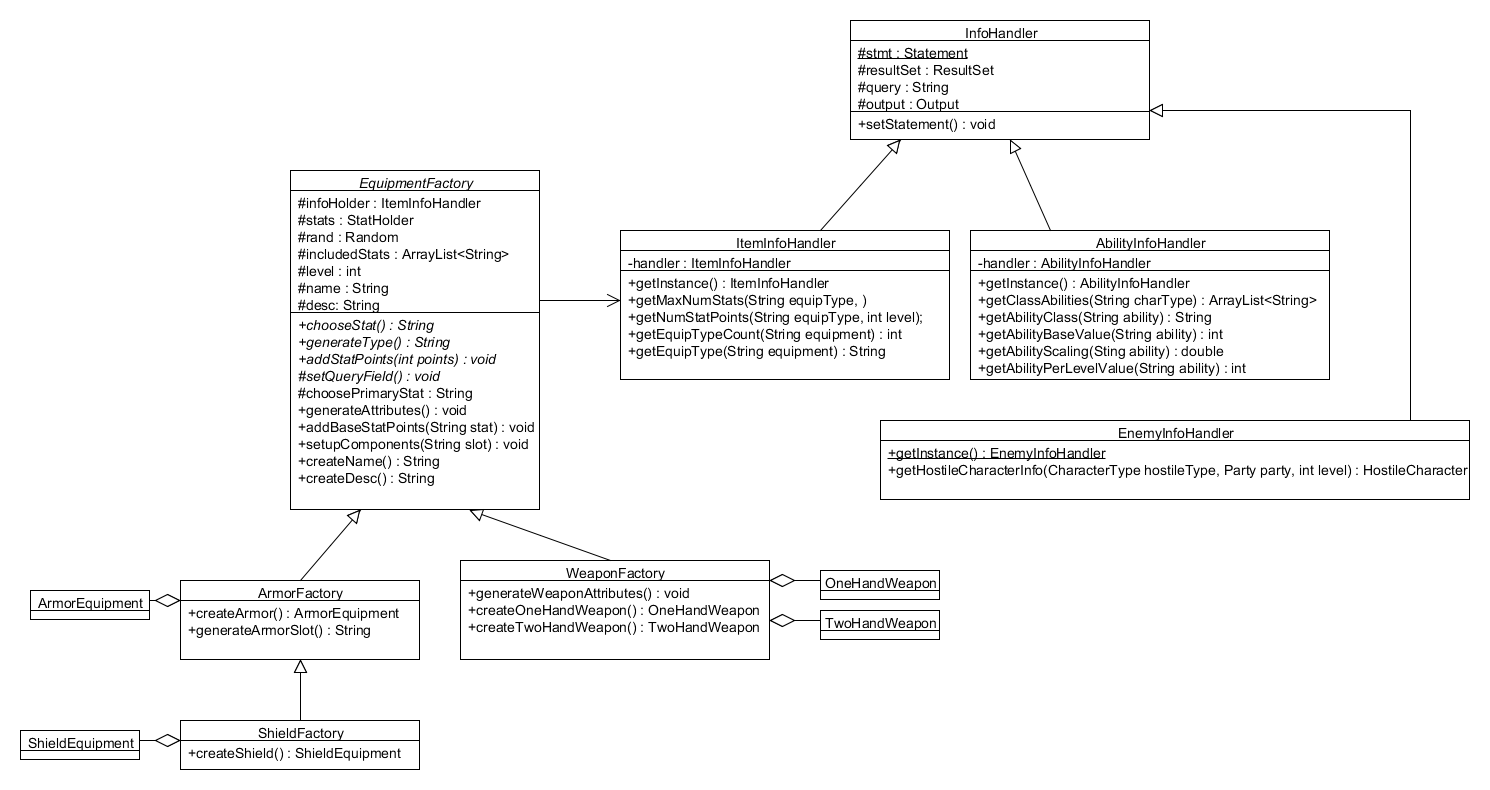 InfoHandler
#stmt : Statement
#resultSet : ResultSet
#query : String
#output : Output
+setStatement() : void
EquipmentFactory
#infoHolder : ItemInfoHandler
#stats : StatHolder
#rand : Random
#includedStats : ArrayList<String>
#level : int
#name : String
#desc: String
+chooseStat() : String
+generateType() : String
+addStatPoints(int points) : void
#setQueryField() : void
#choosePrimaryStat : String
+generateAttributes() : void
+addBaseStatPoints(String stat) : void
+setupComponents(String slot) : void
+createName() : String
+createDesc() : String
ItemInfoHandler
-handler : ItemInfoHandler
+getInstance() : ItemInfoHandler
+getMaxNumStats(String equipType, )
+getNumStatPoints(String equipType, int level);
+getEquipTypeCount(String equipment) : int
+getEquipType(String equipment) : String
AbilityInfoHandler
-handler : AbilityInfoHandler
+getInstance() : AbilityInfoHandler
+getClassAbilities(String charType) : ArrayList<String>
+getAbilityClass(String ability) : String
+getAbilityBaseValue(String ability) : int
+getAbilityScaling(Sting ability) : double
+getAbilityPerLevelValue(String ability) : int
EnemyInfoHandler
+getInstance() : EnemyInfoHandler
+getHostileCharacterInfo(CharacterType hostileType, Party party, int level) : HostileCharacter
ArmorEquipment
ArmorFactory
+createArmor() : ArmorEquipment
+generateArmorSlot() : String
WeaponFactory
+generateWeaponAttributes() : void
+createOneHandWeapon() : OneHandWeapon
+createTwoHandWeapon() : TwoHandWeapon
OneHandWeapon
TwoHandWeapon
ShieldEquipment
ShieldFactory
+createShield() : ShieldEquipment